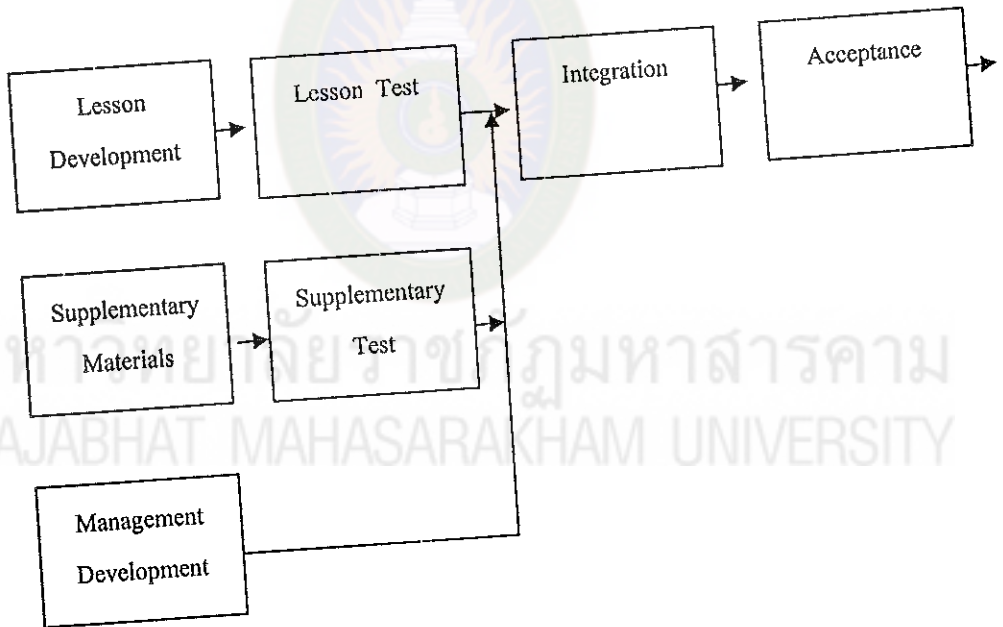 Lesson
Development
Lesson Test
Integration
Acceptance
Supplementary
Materials
Supplementary
Test
หาวิทยาลัยราชภัฏมหาสารคาม
RAJABHAT MAHASARAKHAM UNIVERSITY
Management
Development